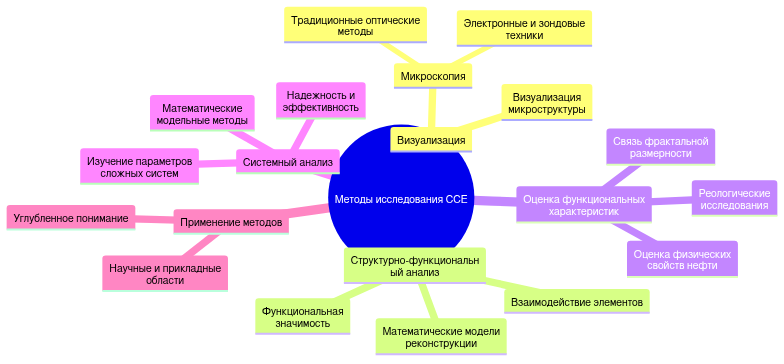 Традиционные оптические
методы
Электронные и зондовые
техники
Микроскопия
Визуализация
микроструктуры
Визуализация
Надежность и
эффективность
Математические
модельные методы
Изучение параметров
сложных систем
Системный анализ
Методы исследования ССЕ
Связь фрактальной
размерности
Реологические
исследования
Оценка функциональных
характеристик
Оценка физических
свойств нефти
Углубленное понимание
Применение методов
Научные и прикладные
области
Структурно-функциональн
ый анализ
Функциональная
значимость
Математические модели
реконструкции
Взаимодействие элементов